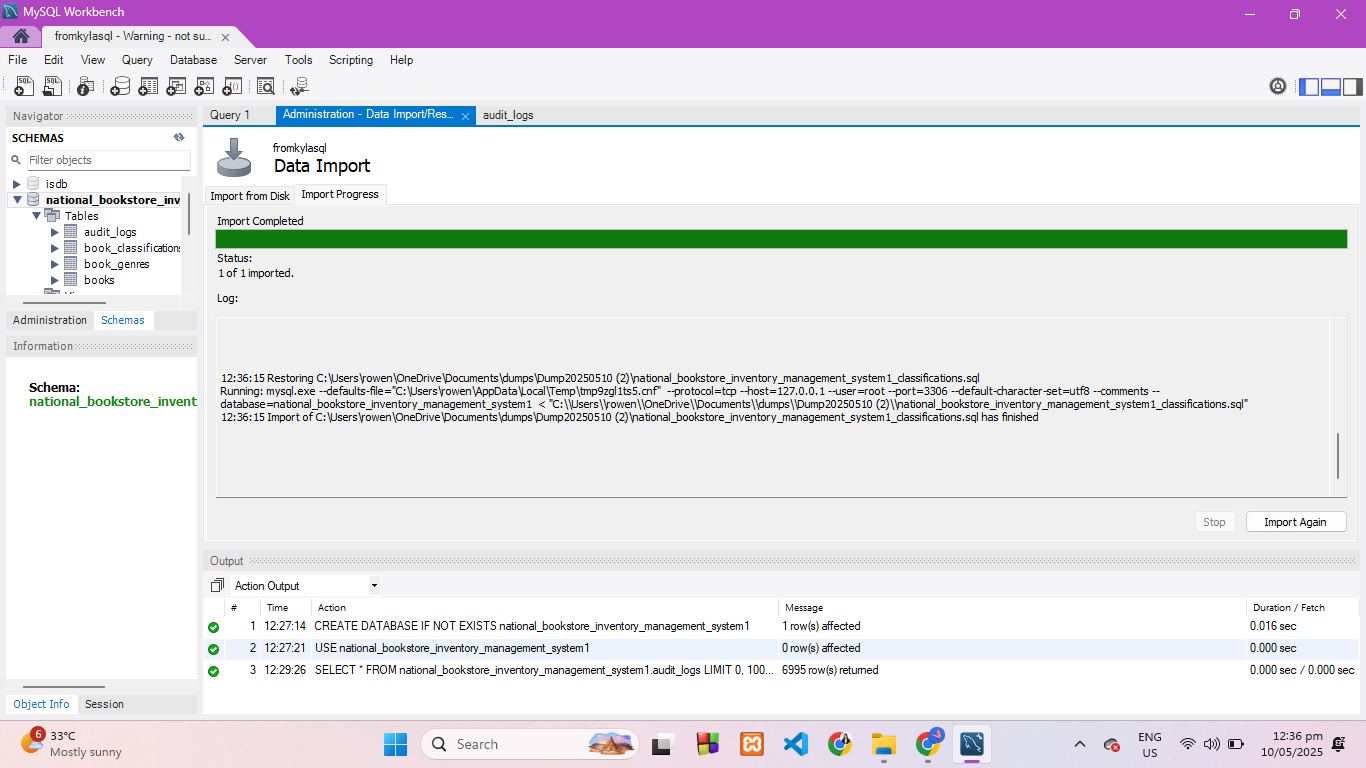 MySQL Workbench
fromkylasql - Warning - not su...
File Edit View Query Database Server Tools Scripting Help
Navigator
SCHEMAS
Filter objects
isdb
national_bookstore_inv
Tables
audit_logs
book_classifications
book_genres
books
Administration Schemas
Information
Schema:
national_bookstore_invent
Object Info Session
Query 1 Administration - Data Import/Res... audit_logs
fromkylasql
Data Import
Import from Disk Import Progress
Import Completed
Status:
1 of 1 imported.
Log:
12:36:15 Restoring C:\Users\rowen\OneDrive\Documents\dumps\Dump20250510 (2)\national_bookstore_inventory_management_system1_classifications.sql
Running: mysql.exe --defaults-file="C:\Users\rowen\AppData\Local\Temp\tmp9zgl1ts5.cnf" --protocol=tcp --host=127.0.0.1 --user=root --port=3306 --default-character-set=utf8 --comments --
database=national_bookstore_inventory_management_system1 < "C:\\Users\\rowen\\OneDrive\\Documents\\dumps\\Dump20250510 (2)\\national_bookstore_inventory_management_system1_classifications.sql"
12:36:15 Import of C:\Users\rowen\OneDrive\Documents\dumps\Dump20250510 (2)\national_bookstore_inventory_management_system1_classifications.sql has finished
Stop Import Again
Output
Action Output
# Time Action Message Duration / Fetch
1 12:27:14 CREATE DATABASE IF NOT EXISTS national_bookstore_inventory_management_system1 1 row(s) affected 0.016 sec
2 12:27:21 USE national_bookstore_inventory_management_system1 0 row(s) affected 0.000 sec
3 12:29:26 SELECT * FROM national_bookstore_inventory_management_system1.audit_logs LIMIT 0, 100... 6995 row(s) returned 0.000 sec / 0.000 sec
6
33°C
Mostly sunny
Search
ENG
US
12:36 pm
10/05/2025